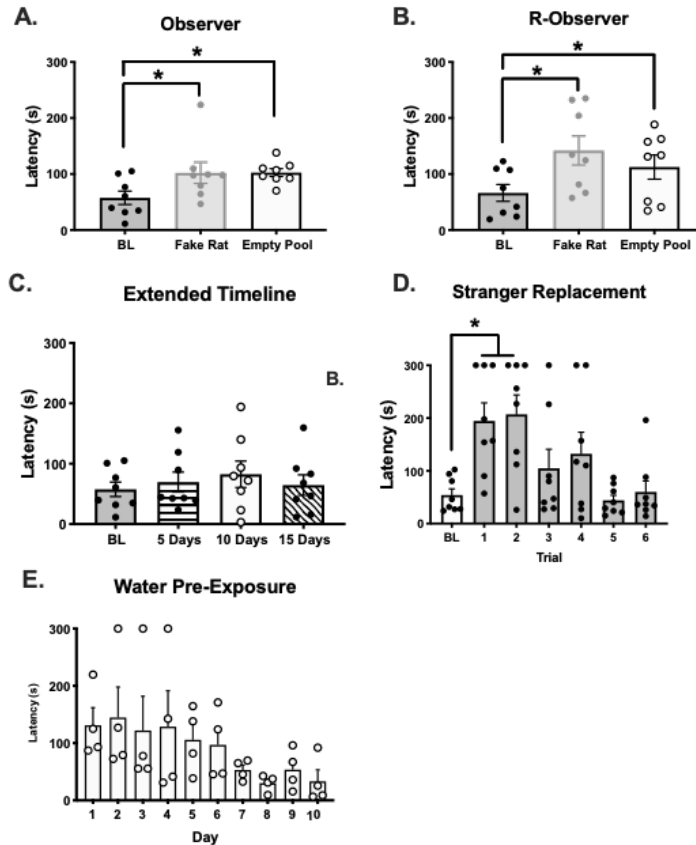 A.
Observer
*
*
Latency (s)
300
200
100
0
BL
Fake Rat
Empty Pool
B.
R-Observer
*
*
Latency (s)
300
200
100
0
BL
Fake Rat
Empty Pool
C.
Extended Timeline
Latency (s)
300
200
100
0
BL
5 Days
10 Days
15 Days
B.
D.
Stranger Replacement
*
Latency (s)
300
200
100
0
BL
1
2
3
4
5
6
Trial
E.
Water Pre-Exposure
Latency (s)
300
200
100
0
1
2
3
4
5
6
7
8
9
10
Day